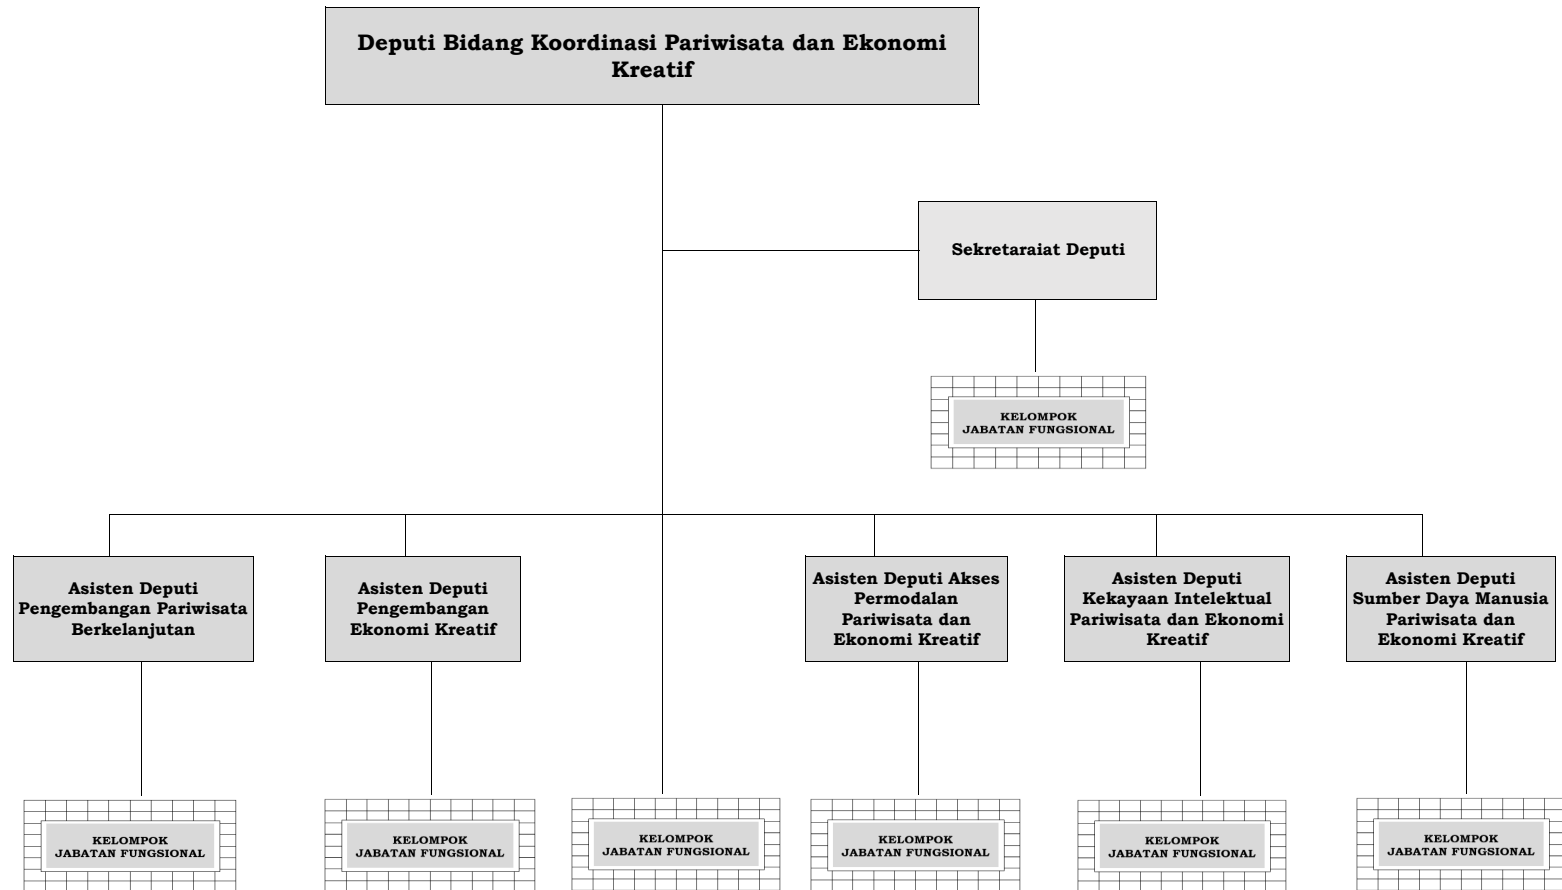 Deputi Bidang Koordinasi Pariwisata dan Ekonomi
Kreatif
Sekretaraiat Deputi
KELOMPOK
JABATAN FUNGSIONAL
Asisten Deputi
Pengembangan Pariwisata
Berkelanjutan
Asisten Deputi
Pengembangan
Ekonomi Kreatif
Asisten Deputi Akses
Permodalan
Pariwisata dan
Ekonomi Kreatif
Asisten Deputi
Kekayaan Intelektual
Pariwisata dan Ekonomi
Kreatif
Asisten Deputi
Sumber Daya Manusia
Pariwisata dan
Ekonomi Kreatif
KELOMPOK
JABATAN FUNGSIONAL
KELOMPOK
JABATAN FUNGSIONAL
KELOMPOK
JABATAN FUNGSIONAL
KELOMPOK
JABATAN FUNGSIONAL
KELOMPOK
JABATAN FUNGSIONAL
KELOMPOK
JABATAN FUNGSIONAL